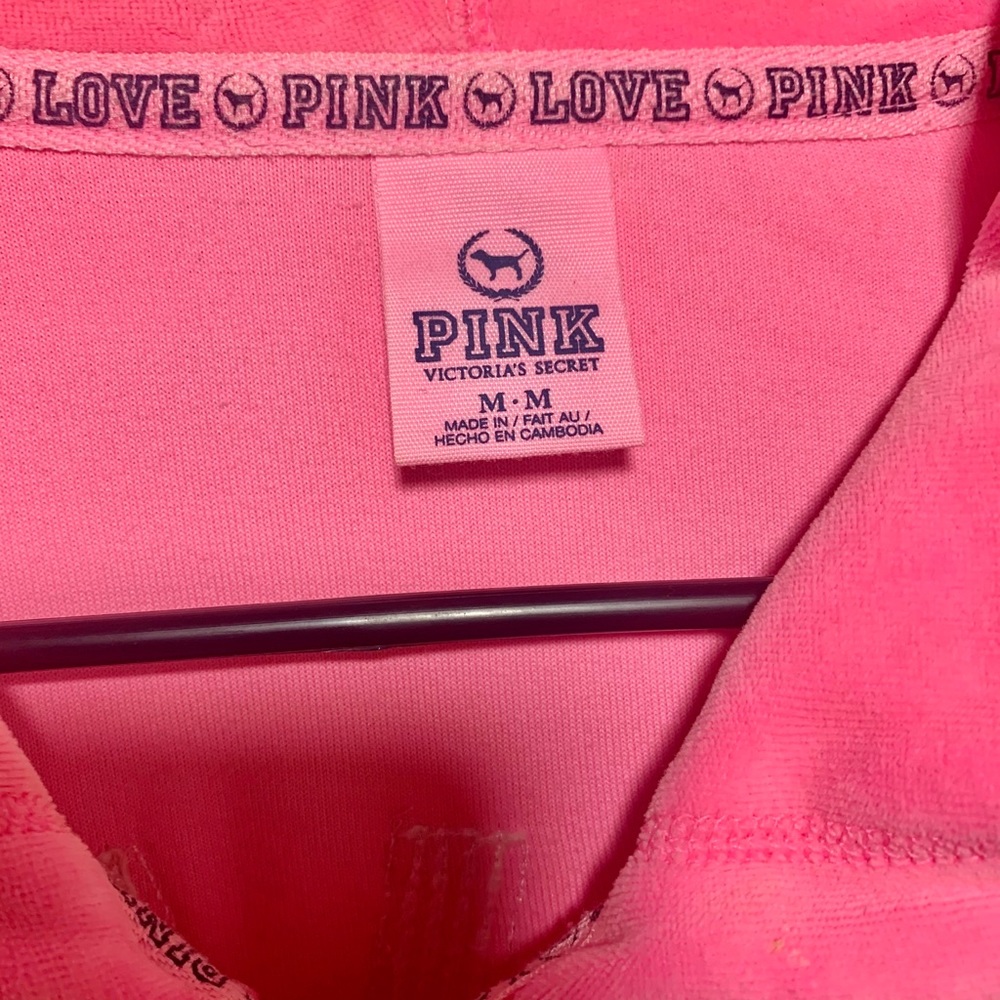 LOVE PINK LOVE PINK
PINK
VICTORIA'S SECRET
M · M
MADE IN / FAIT AU /
HECHO EN CAMBODIA